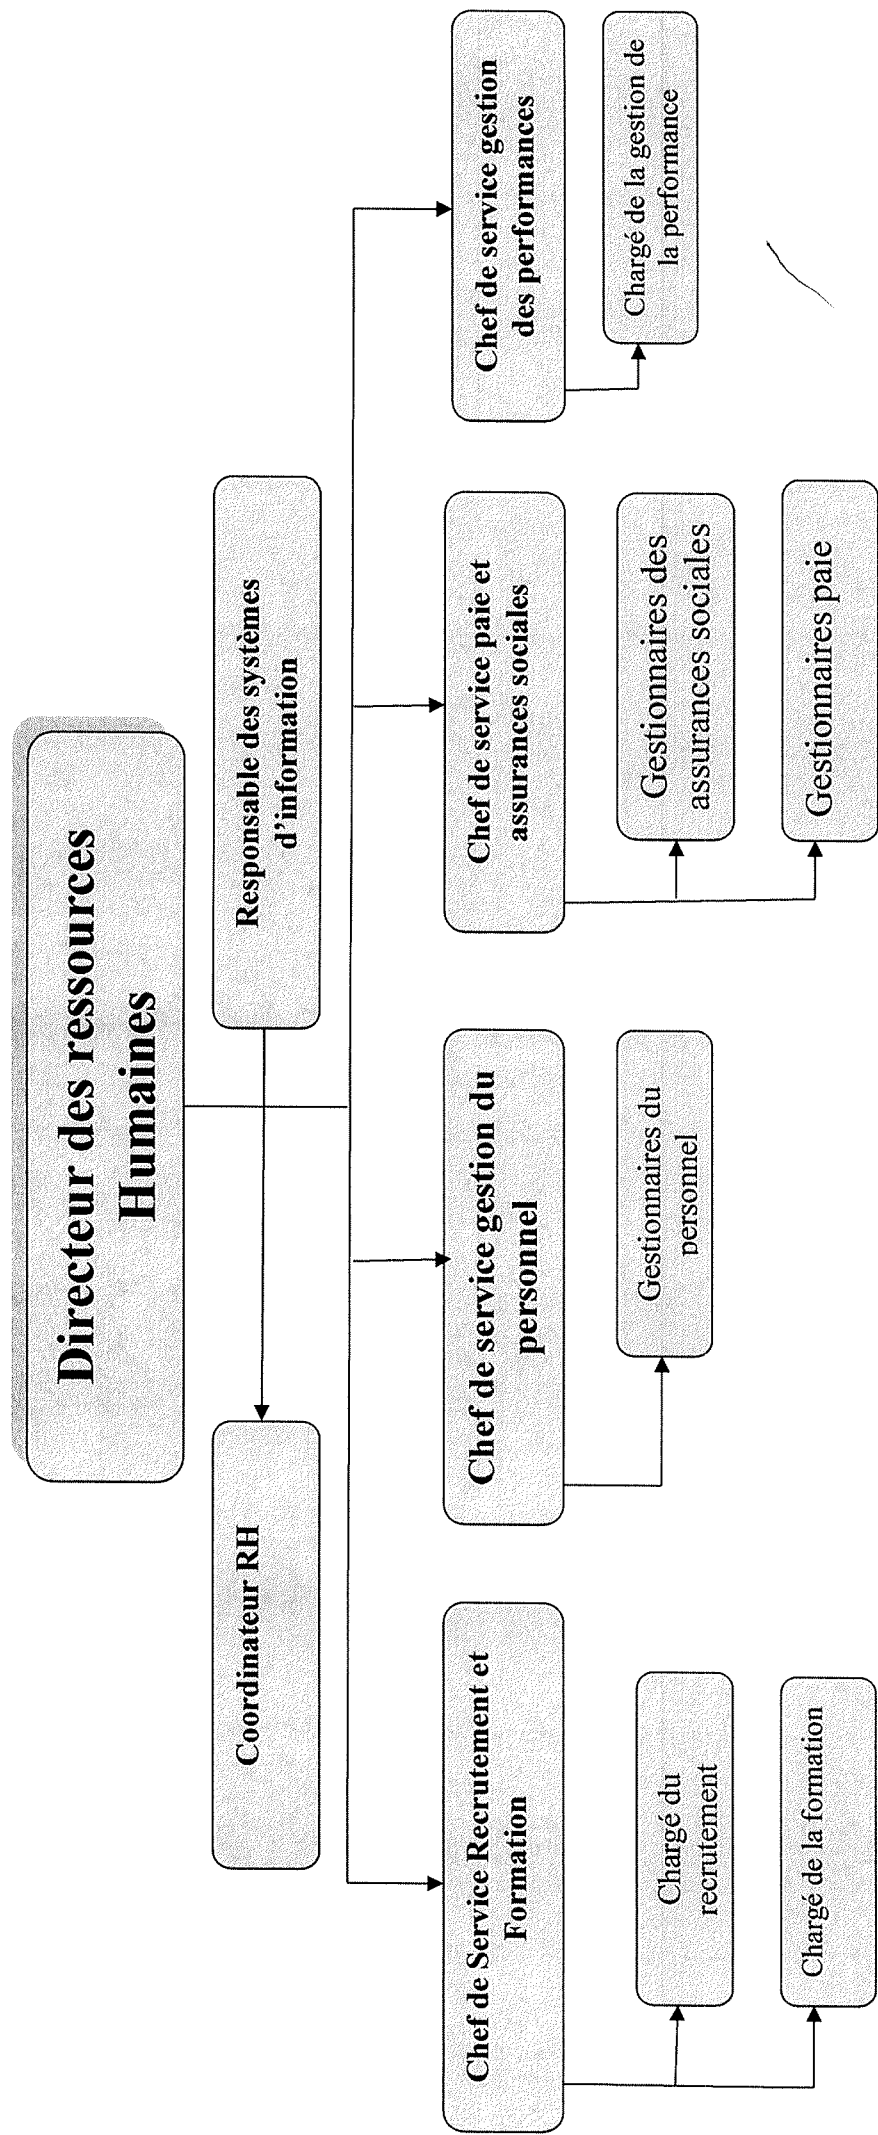 Directeur des ressources
Humaines
Coordinateur RH
Responsable des systèmes
d’information
Chef de Service Recrutement et
Formation
Chargé du
recrutement
Chargé de la formation
Chef de service gestion du
personnel
Gestionnaires du
personnel
Chef de service paie et
assurances sociales
Gestionnaires des
assurances sociales
Gestionnaires paie
Chef de service gestion
des performances
Chargé de la gestion de
la performance